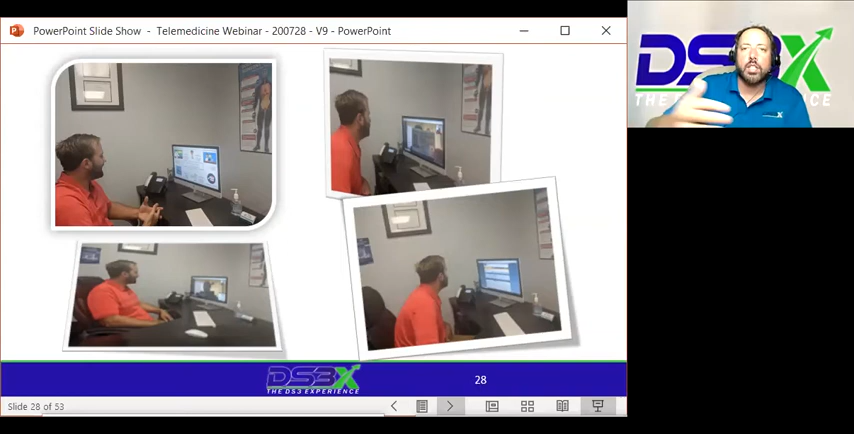 PowerPoint Slide Show - Telemedicine Webinar - 200728 - V9 - PowerPoint
DS3X
THE DS3 EXPERIENCE
28
Slide 28 of 53
DS3X